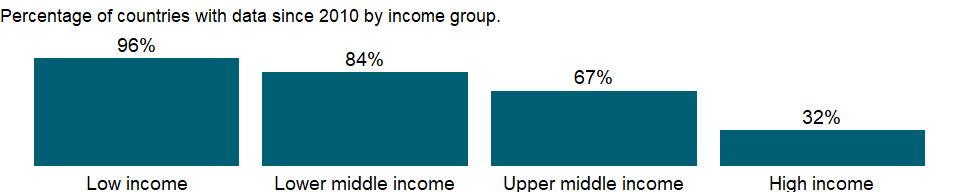 Percentage of countries with data since 2010 by income group.
96%
84%
67%
32%
Low income
Lower middle income
Upper middle income
High income